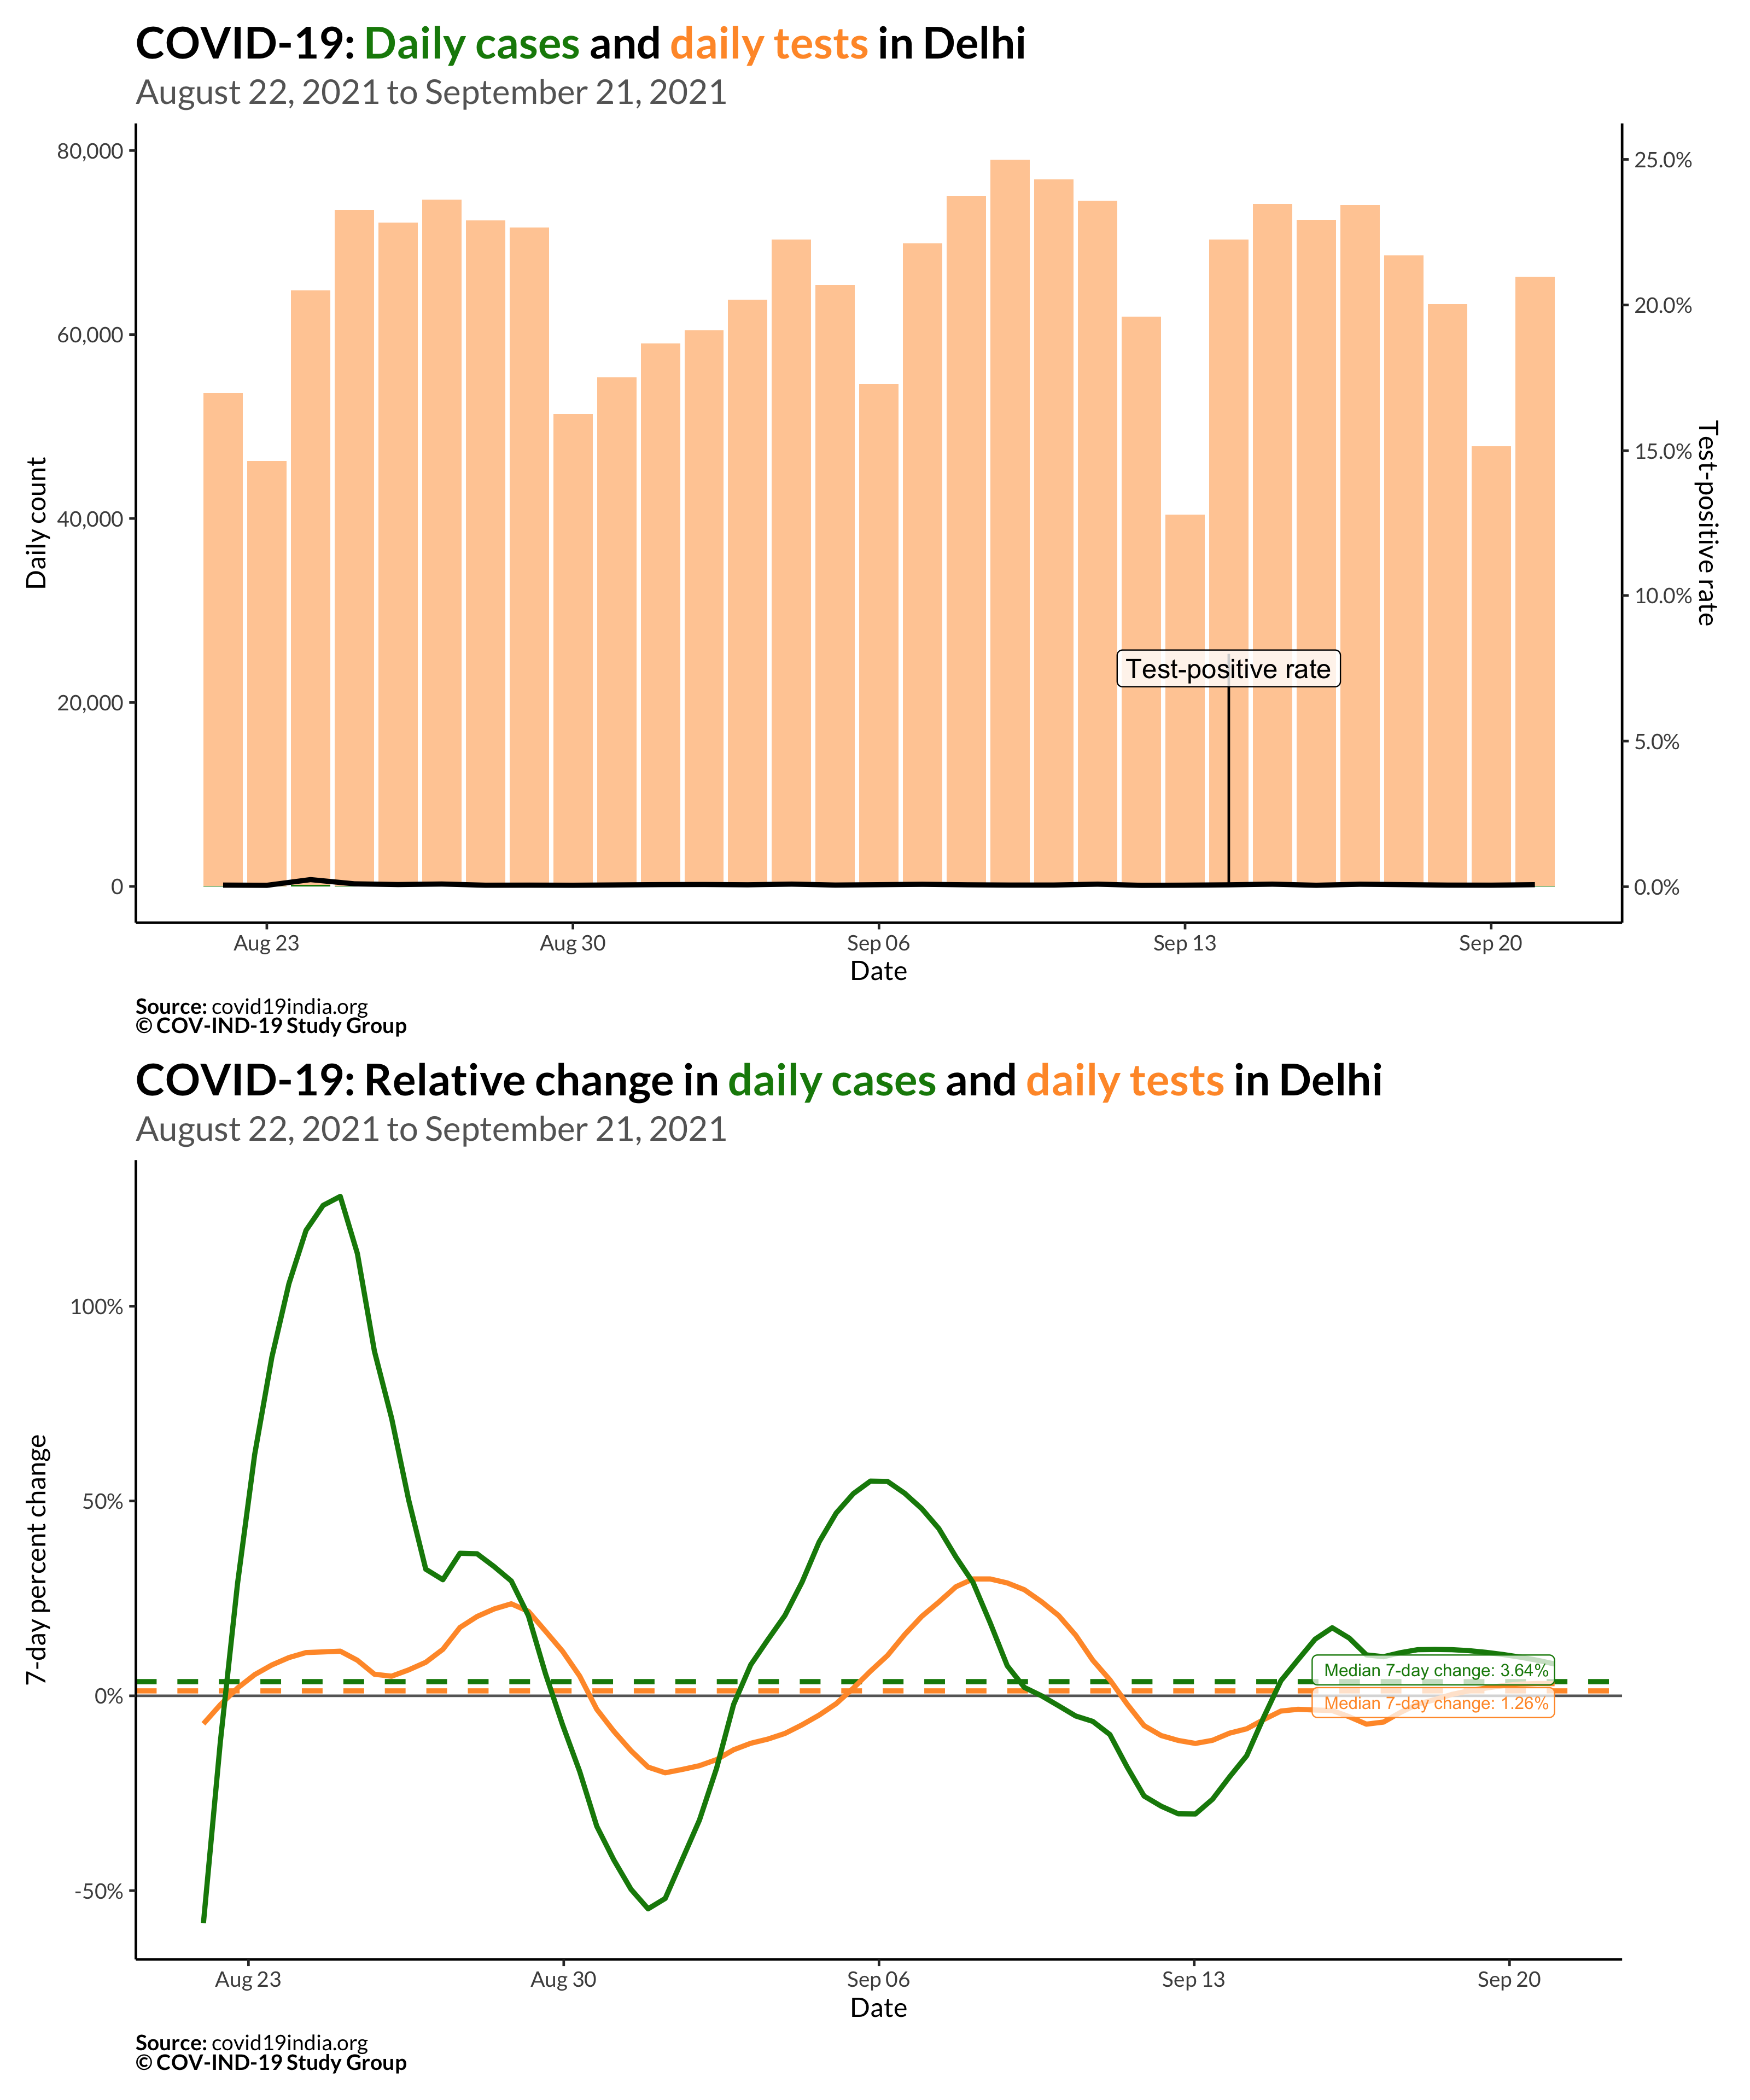 COVID-19: Daily cases and daily tests in Delhi
August 22, 2021 to September 21, 2021
80,000
60,000
40,000
20,000
0
Daily count
25.0%
20.0%
15.0%
10.0%
5.0%
0.0%
Test-positive rate
Test-positive rate
Aug 23
Aug 30
Sep 06
Sep 13
Sep 20
Date
Source: covid19india.org
© COV-IND-19 Study Group
COVID-19: Relative change in daily cases and daily tests in Delhi
August 22, 2021 to September 21, 2021
100%
50%
0%
-50%
7-day percent change
Median 7-day change: 3.64%
Median 7-day change: 1.26%
Aug 23
Aug 30
Sep 06
Sep 13
Sep 20
Date
Source: covid19india.org
© COV-IND-19 Study Group